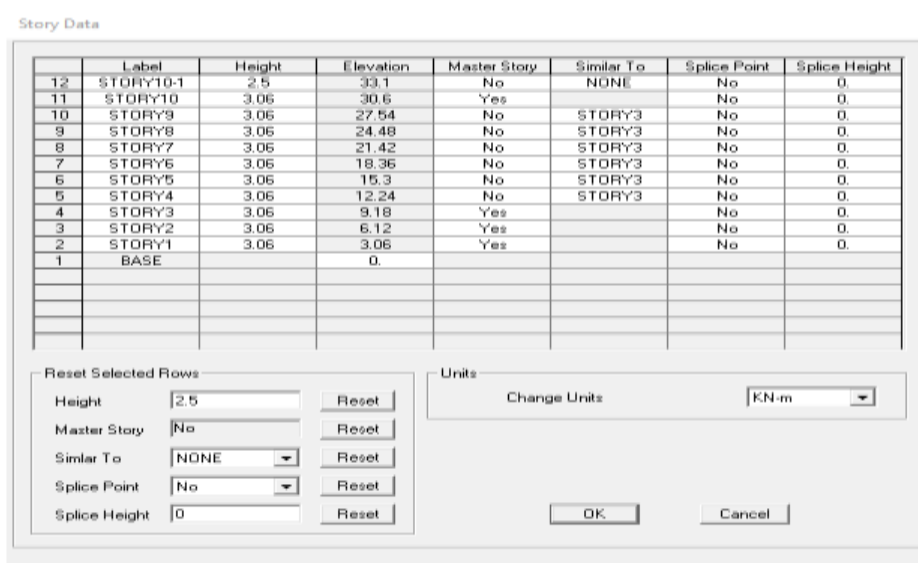 Story Data
Label Height Elevation Master Story Similar To Splice Point Splice Height
12 STORY10-1 2.5 33.1 No NONE No 0.
11 STORY10 3.06 30.6 Yes No 0.
10 STORY9 3.06 27.54 No STORY3 No 0.
9 STORY8 3.06 24.48 No STORY3 No 0.
8 STORY7 3.06 21.42 No STORY3 No 0.
7 STORY6 3.06 18.36 No STORY3 No 0.
6 STORY5 3.06 15.3 No STORY3 No 0.
5 STORY4 3.06 12.24 No STORY3 No 0.
4 STORY3 3.06 9.18 Yes No 0.
3 STORY2 3.06 6.12 Yes No 0.
2 STORY1 3.06 3.06 Yes No 0.
1 BASE 0.
Reset Selected Rows
Height 2.5 Reset
Master Story No Reset
Simlar To NONE Reset
Splice Point No Reset
Splice Height 0 Reset
Units
Change Units KN-m
OK Cancel